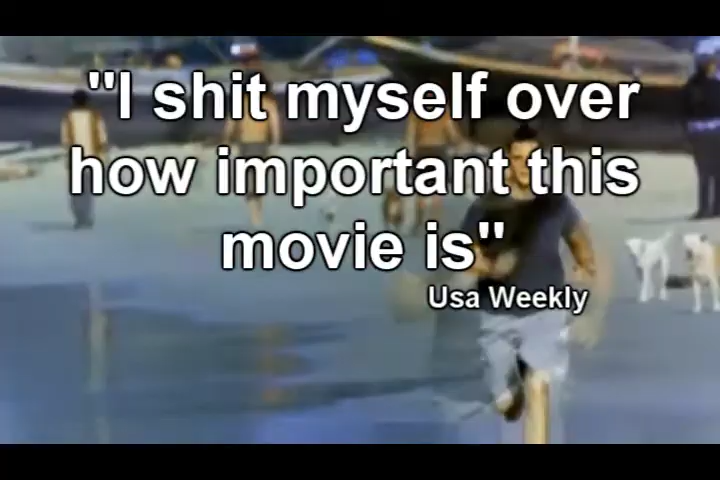 "I shit myself over
how important this
movie is"
Usa Weekly